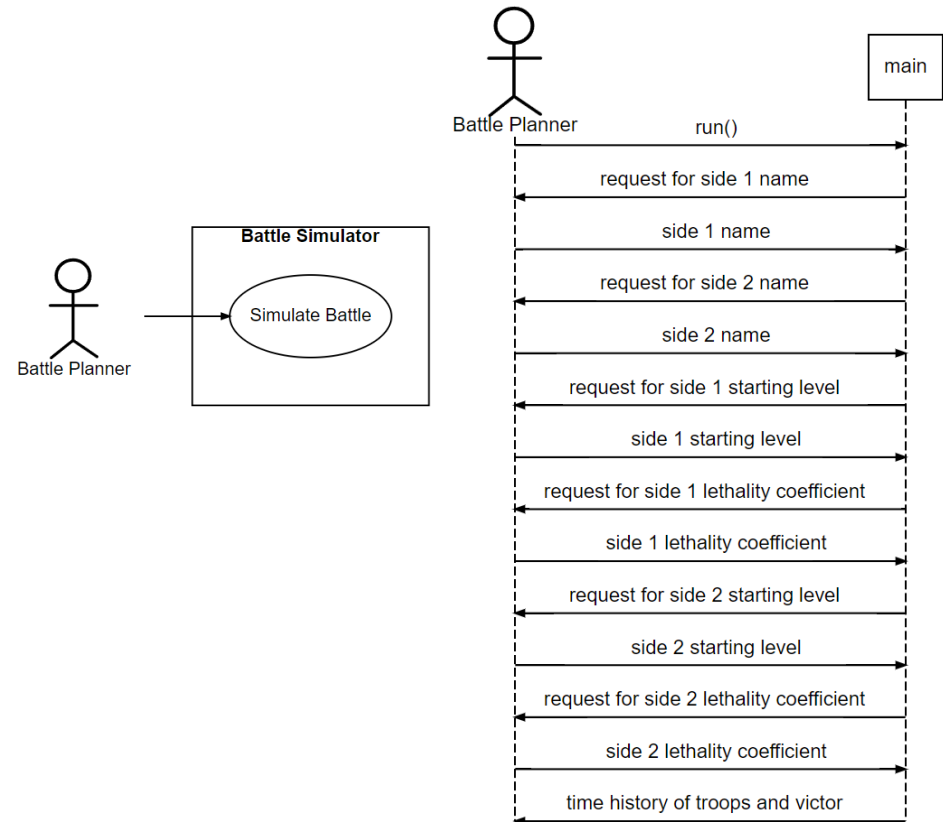 Battle Simulator
Simulate Battle
Battle Planner
Battle Planner
main
run()
request for side 1 name
side 1 name
request for side 2 name
side 2 name
request for side 1 starting level
side 1 starting level
request for side 1 lethality coefficient
side 1 lethality coefficient
request for side 2 starting level
side 2 starting level
request for side 2 lethality coefficient
side 2 lethality coefficient
time history of troops and victor